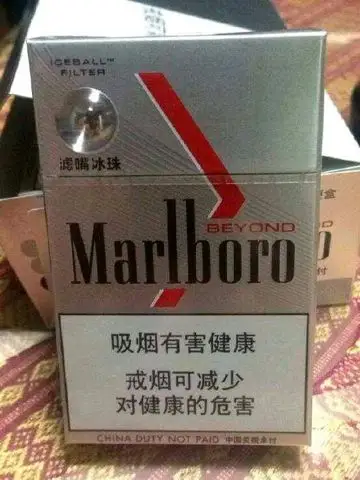 ICEBALL™
FILTER
滤嘴冰珠
BEYOND
Marlboro
吸烟有害健康
戒烟可减少
对健康的危害
CHINA DUTY NOT PAID 中国关税未付